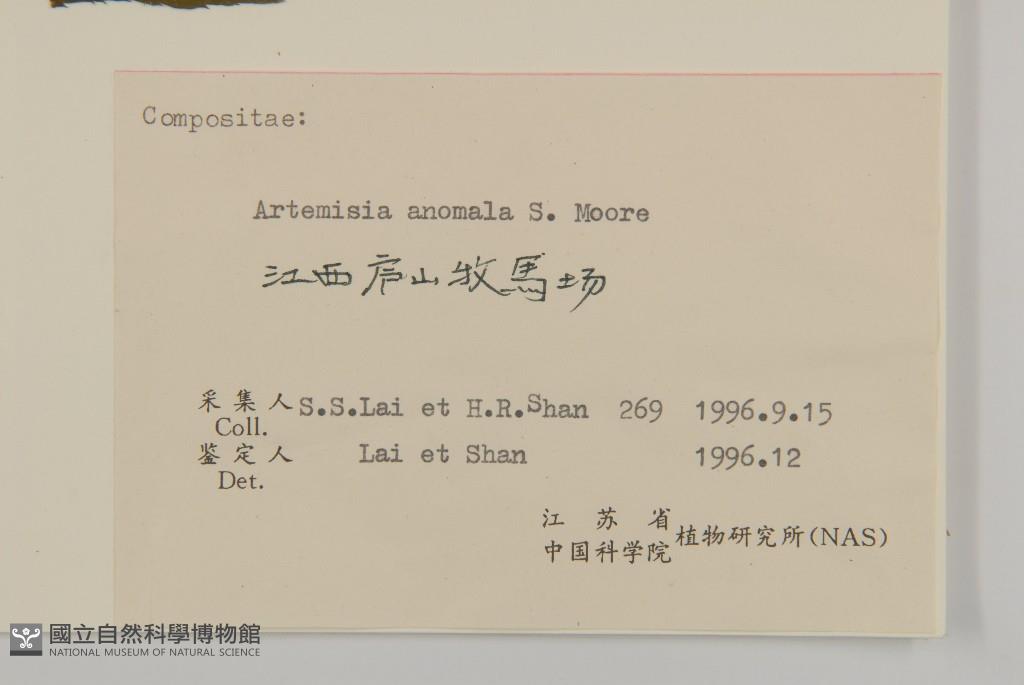 Compositae:
Artemisia anomala S. Moore
江西庐山牧馬场
采集人 S.S.Lai et H.R.Shan 269 1996.9.15
Coll.
鉴定人 Lai et Shan 1996.12
Det.
江苏省
中国科学院 植物研究所(NAS)
國立自然科學博物館
NATIONAL MUSEUM OF NATURAL SCIENCE